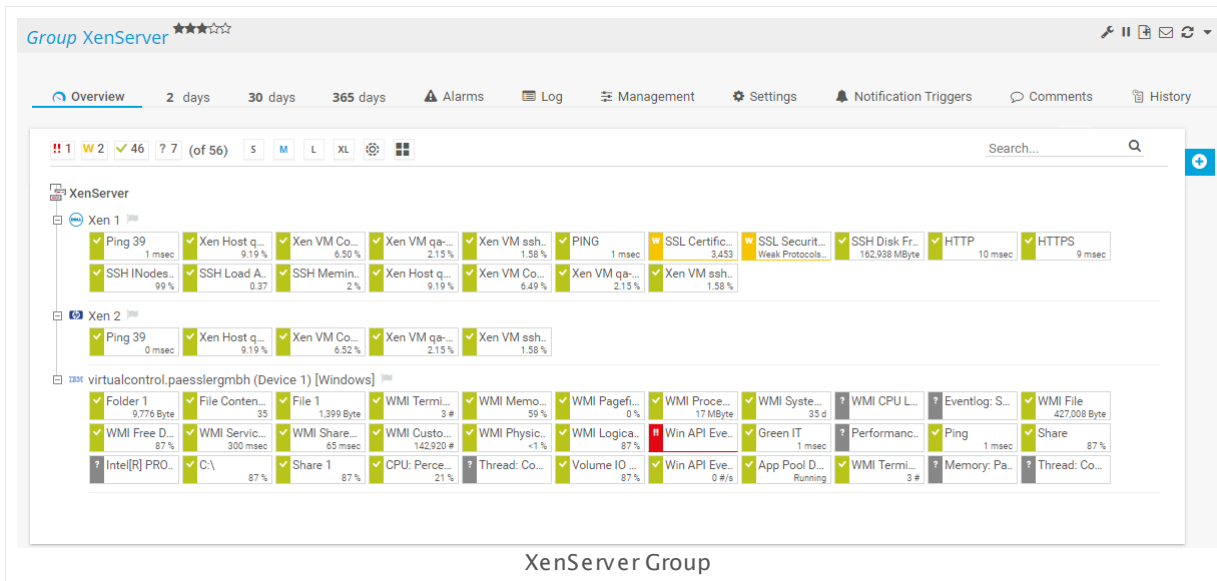 Group XenServer
Overview 2 days 30 days 365 days Alarms Log Management Settings Notification Triggers Comments History
!! 1 W 2 46 ? 7 (of 56) S M L XL Search...
XenServer
Xen 1
Ping 39 Xen Host q... Xen VM Co... Xen VM qa-... Xen VM ssh.. PING W SSL Certific... W SSL Securit... SSH Disk Fr.. HTTP HTTPS
1 msec 9.19 % 6.50 % 2.15 % 1.58 % 1 msec 3,453 Weak Protocols... 162,938 MByte 10 msec 9 msec
SSH INodes.. SSH Load A.. SSH Memin.. Xen Host q... Xen VM Co... Xen VM qa-... Xen VM ssh..
99 % 0.37 2 % 9.19 % 6.49 % 2.15 % 1.58 %
Xen 2
Ping 39 Xen Host q... Xen VM Co... Xen VM qa-... Xen VM ssh..
0 msec 9.19 % 6.52 % 2.15 % 1.58 %
IBM virtualcontrol.paesslergmbh (Device 1) [Windows]
Folder 1 File Conten... File 1 WMI Termi... WMI Memo... WMI Pagefi... WMI Proce... WMI Syste... ? WMI CPU L... ? Eventlog: S... WMI File
9,776 Byte 35 1,399 Byte 3 # 59 % 0 % 17 MByte 35 d 427,008 Byte
WMI Free D... WMI Servic... WMI Share... WMI Custo... WMI Physic.. WMI Logica.. !! Win API Eve.. Green IT ? Performanc.. Ping Share
87 % 300 msec 65 msec 142,920 # <1 % 87 % 1 msec 1 msec 87 %
? Intel[R] PRO.. C:\ Share 1 CPU: Perce... ? Thread: Co... Volume IO ... Win API Eve.. App Pool D... WMI Termi... ? Memory: Pa.. ? Thread: Co...
87 % 87 % 21 % 87 % 0 #/s Running 3 #
XenServer Group